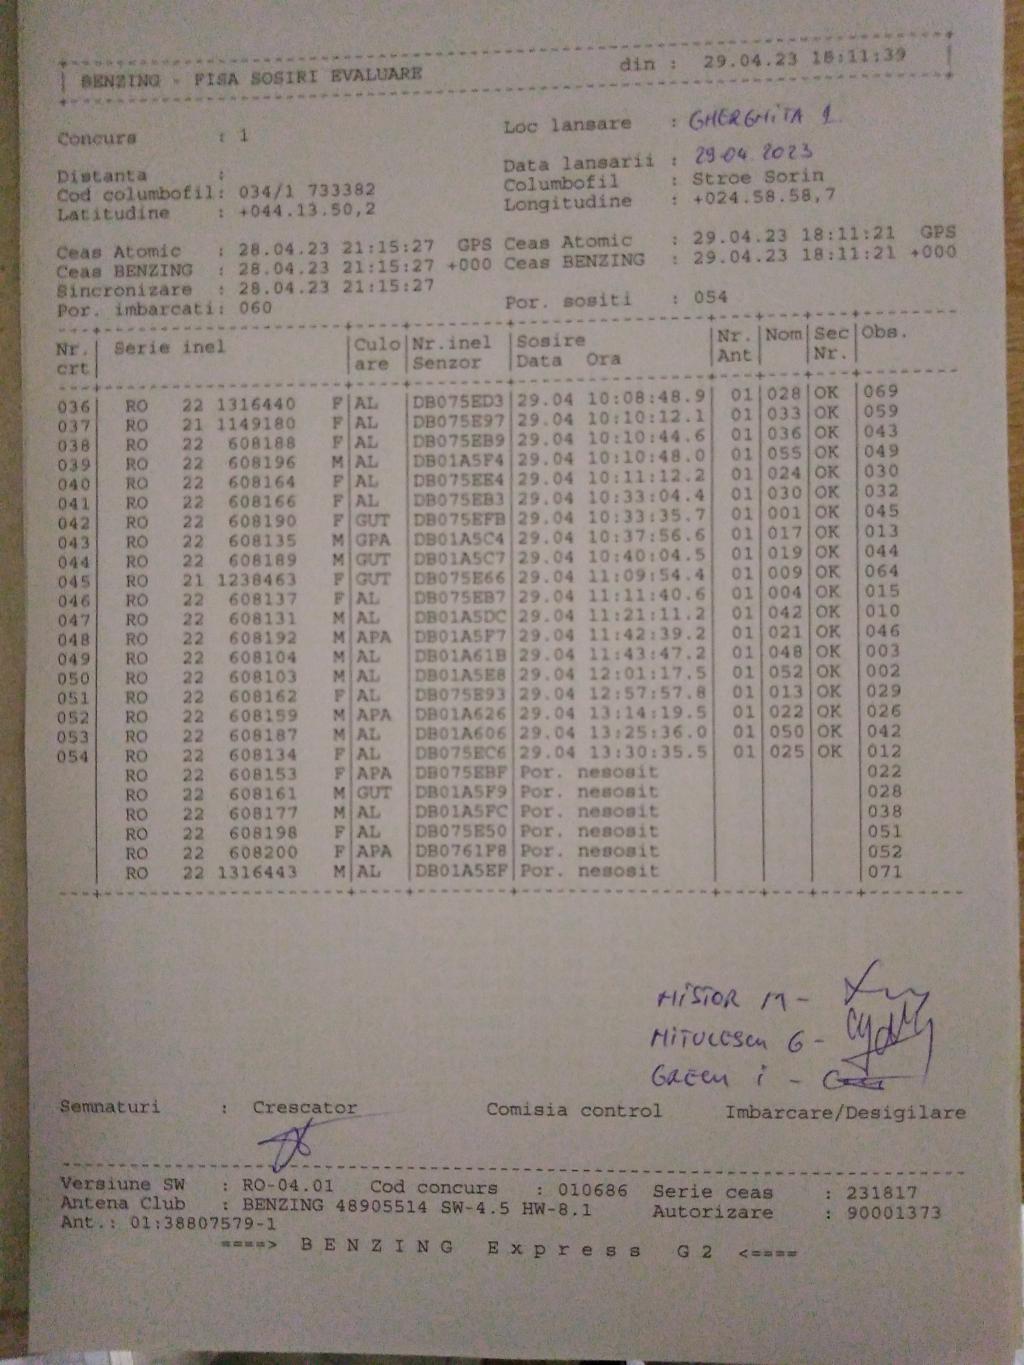 BENZING - FISA SOSIRI EVALUARE din : 29.04.23 18:11:39
Concurs : 1 Loc lansare : GHERGHITA 1
Distanta : Data lansarii : 29.04.2023
Cod columbofil: 034/1 733382 Columbofil : Stroe Sorin
Latitudine : +044.13.50,2 Longitudine : +024.58.58,7
Ceas Atomic : 28.04.23 21:15:27 GPS Ceas Atomic : 29.04.23 18:11:21 GPS
Ceas BENZING : 28.04.23 21:15:27 +000 Ceas BENZING : 29.04.23 18:11:21 +000
Sincronizare : 28.04.23 21:15:27
Por. imbarcati: 060 Por. sositi : 054
Nr. Serie inel Culo Nr.inel Sosire Nr. Nom Sec Obs.
crt are Senzor Data Ora Ant Nr.
036 RO 22 1316440 F AL DB075ED3 29.04 10:08:48.9 01 028 OK 069
037 RO 21 1149180 F AL DB075E97 29.04 10:10:12.1 01 033 OK 059
038 RO 22 608188 F AL DB075EB9 29.04 10:10:44.6 01 036 OK 043
039 RO 22 608196 M AL DB01A5F4 29.04 10:10:48.0 01 055 OK 049
040 RO 22 608164 F AL DB075EE4 29.04 10:11:12.2 01 024 OK 030
041 RO 22 608166 F AL DB075EB3 29.04 10:33:04.4 01 030 OK 032
042 RO 22 608190 F GUT DB075EFB 29.04 10:33:35.7 01 001 OK 045
043 RO 22 608135 M GPA DB01A5C4 29.04 10:37:56.6 01 017 OK 013
044 RO 22 608189 M GUT DB01A5C7 29.04 10:40:04.5 01 019 OK 044
045 RO 21 1238463 F GUT DB075E66 29.04 11:09:54.4 01 009 OK 064
046 RO 22 608137 F AL DB075EB7 29.04 11:11:40.6 01 004 OK 015
047 RO 22 608131 M AL DB01A5DC 29.04 11:21:11.2 01 042 OK 010
048 RO 22 608192 M APA DB01A5F7 29.04 11:42:39.2 01 021 OK 046
049 RO 22 608104 M AL DB01A61B 29.04 11:43:47.2 01 048 OK 003
050 RO 22 608103 M AL DB01A5E8 29.04 12:01:17.5 01 052 OK 002
051 RO 22 608162 F AL DB075E93 29.04 12:57:57.8 01 013 OK 029
052 RO 22 608159 M APA DB01A626 29.04 13:14:19.5 01 022 OK 026
053 RO 22 608187 M AL DB01A606 29.04 13:25:36.0 01 050 OK 042
054 RO 22 608134 F AL DB075EC6 29.04 13:30:35.5 01 025 OK 012
RO 22 608153 F APA DB075EBF Por. nesosit 022
RO 22 608161 M GUT DB01A5F9 Por. nesosit 028
RO 22 608177 M AL DB01A5FC Por. nesosit 038
RO 22 608198 F AL DB075E50 Por. nesosit 051
RO 22 608200 F APA DB0761F8 Por. nesosit 052
RO 22 1316443 M AL DB01A5EF Por. nesosit 071
MISTOR M -
MITULESCU G -
GRECU i -
Semnaturi : Crescator Comisia control Imbarcare/Desigilare
Versiune SW : RO-04.01 Cod concurs : 010686 Serie ceas : 231817
Antena Club : BENZING 48905514 SW-4.5 HW-8.1 Autorizare : 90001373
Ant.: 01:38807579-1
====> BENZING Express G2 <====